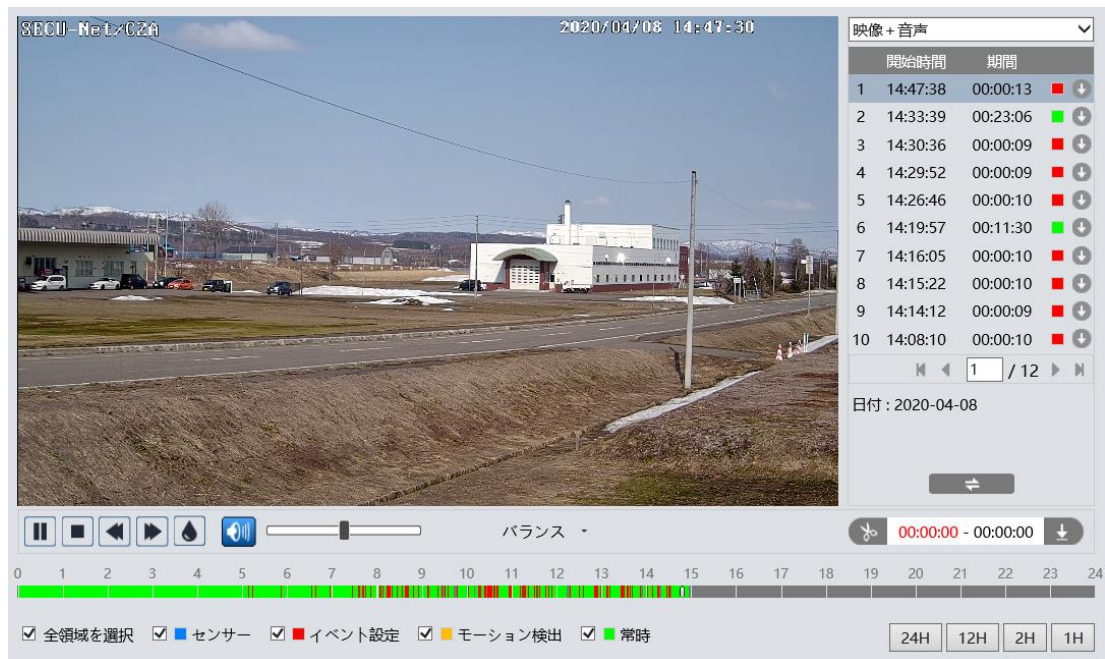 SECU-Net/CZA 2020/04/08 14:47:30
映像+音声
開始時間 期間
1 14:47:38 00:00:13
2 14:33:39 00:23:06
3 14:30:36 00:00:09
4 14:29:52 00:00:09
5 14:26:46 00:00:10
6 14:19:57 00:11:30
7 14:16:05 00:00:10
8 14:15:22 00:00:10
9 14:14:12 00:00:09
10 14:08:10 00:00:10
1 / 12
日付 : 2020-04-08
バランス
00:00:00 - 00:00:00
0 1 2 3 4 5 6 7 8 9 10 11 12 13 14 15 16 17 18 19 20 21 22 23 24
全領域を選択 センサー イベント設定 モーション検出 常時
24H 12H 2H 1H